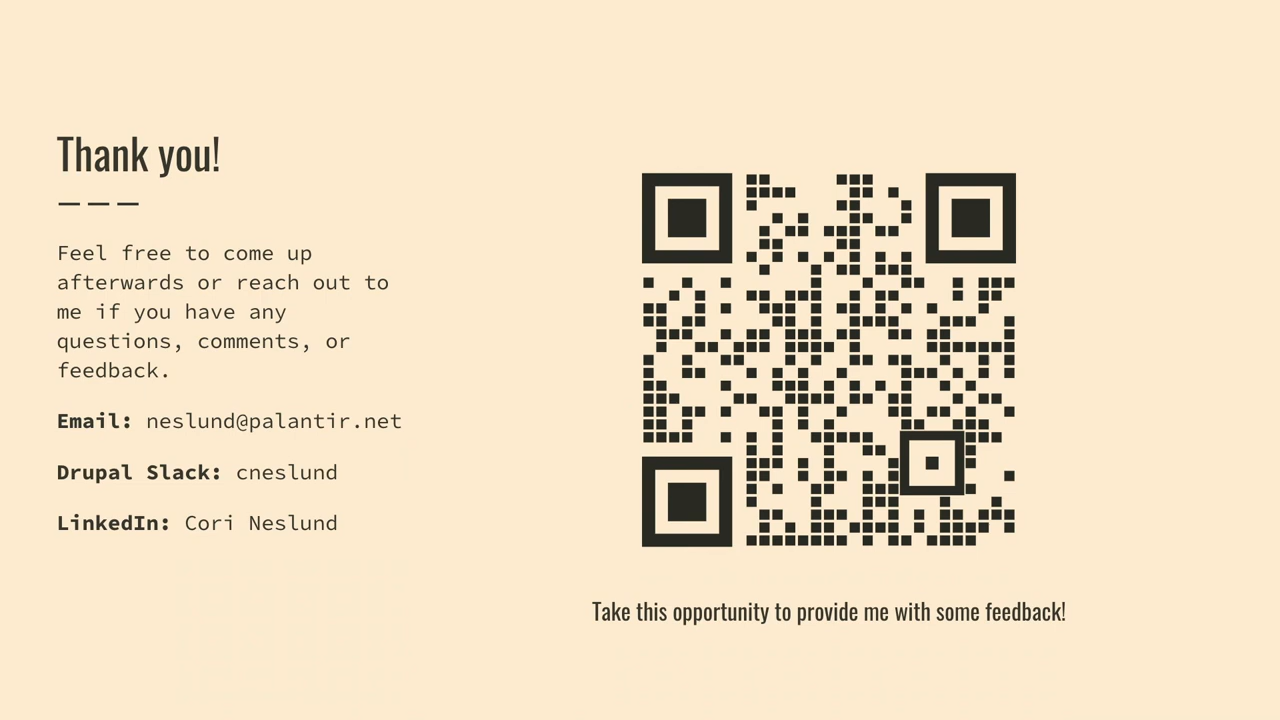 Thank you!
Feel free to come up
afterwards or reach out to
me if you have any
questions, comments, or
feedback.
Email: neslund@palantir.net
Drupal Slack: cneslund
LinkedIn: Cori Neslund
Take this opportunity to provide me with some feedback!